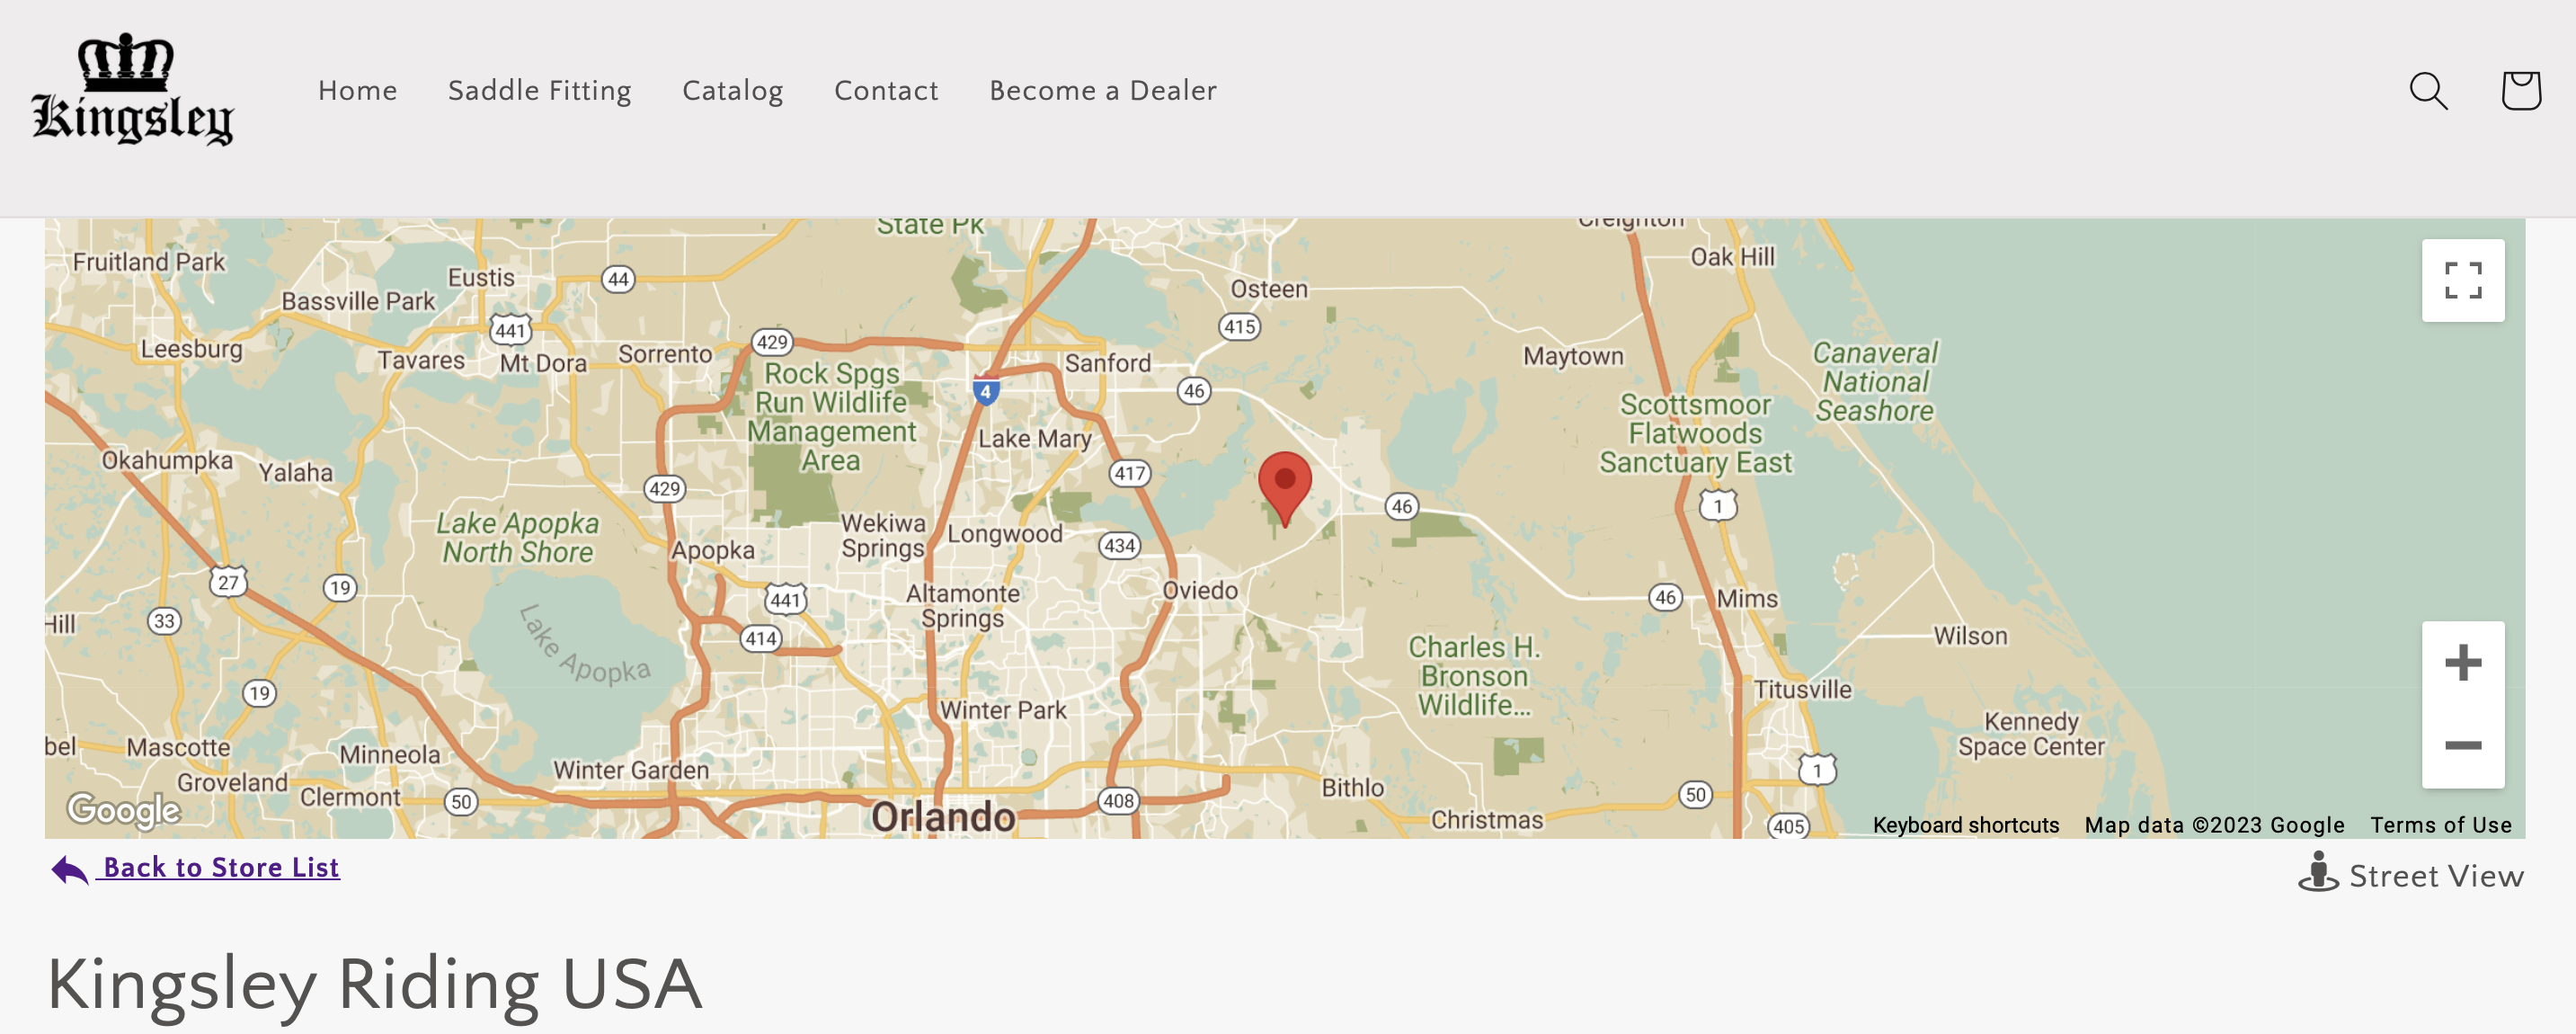 Kingsley
Home
Saddle Fitting
Catalog
Contact
Become a Dealer
State Pk
Creighton
Fruitland Park
Eustis
44
Oak Hill
Bassville Park
Osteen
441
415
Leesburg
Tavares
Mt Dora
Sorrento
429
Sanford
Maytown
Canaveral
National
Seashore
Rock Spgs
Run Wildlife
Management
Area
4
46
Scottsmoor
Flatwoods
Sanctuary East
Lake Mary
Okahumpka
Yalaha
417
429
46
1
Lake Apopka
North Shore
Wekiwa
Springs
Longwood
434
Apopka
27
19
441
Altamonte
Springs
Oviedo
46
Mims
Hill
33
Lake Apopka
414
Charles H.
Bronson
Wildlife...
Wilson
19
Titusville
Winter Park
Kennedy
Space Center
bel
Mascotte
Minneola
Winter Garden
1
Groveland
Clermont
50
Bithlo
408
50
Google
Orlando
Christmas
405
Keyboard shortcuts
Map data ©2023 Google
Terms of Use
Back to Store List
Street View
Kingsley Riding USA